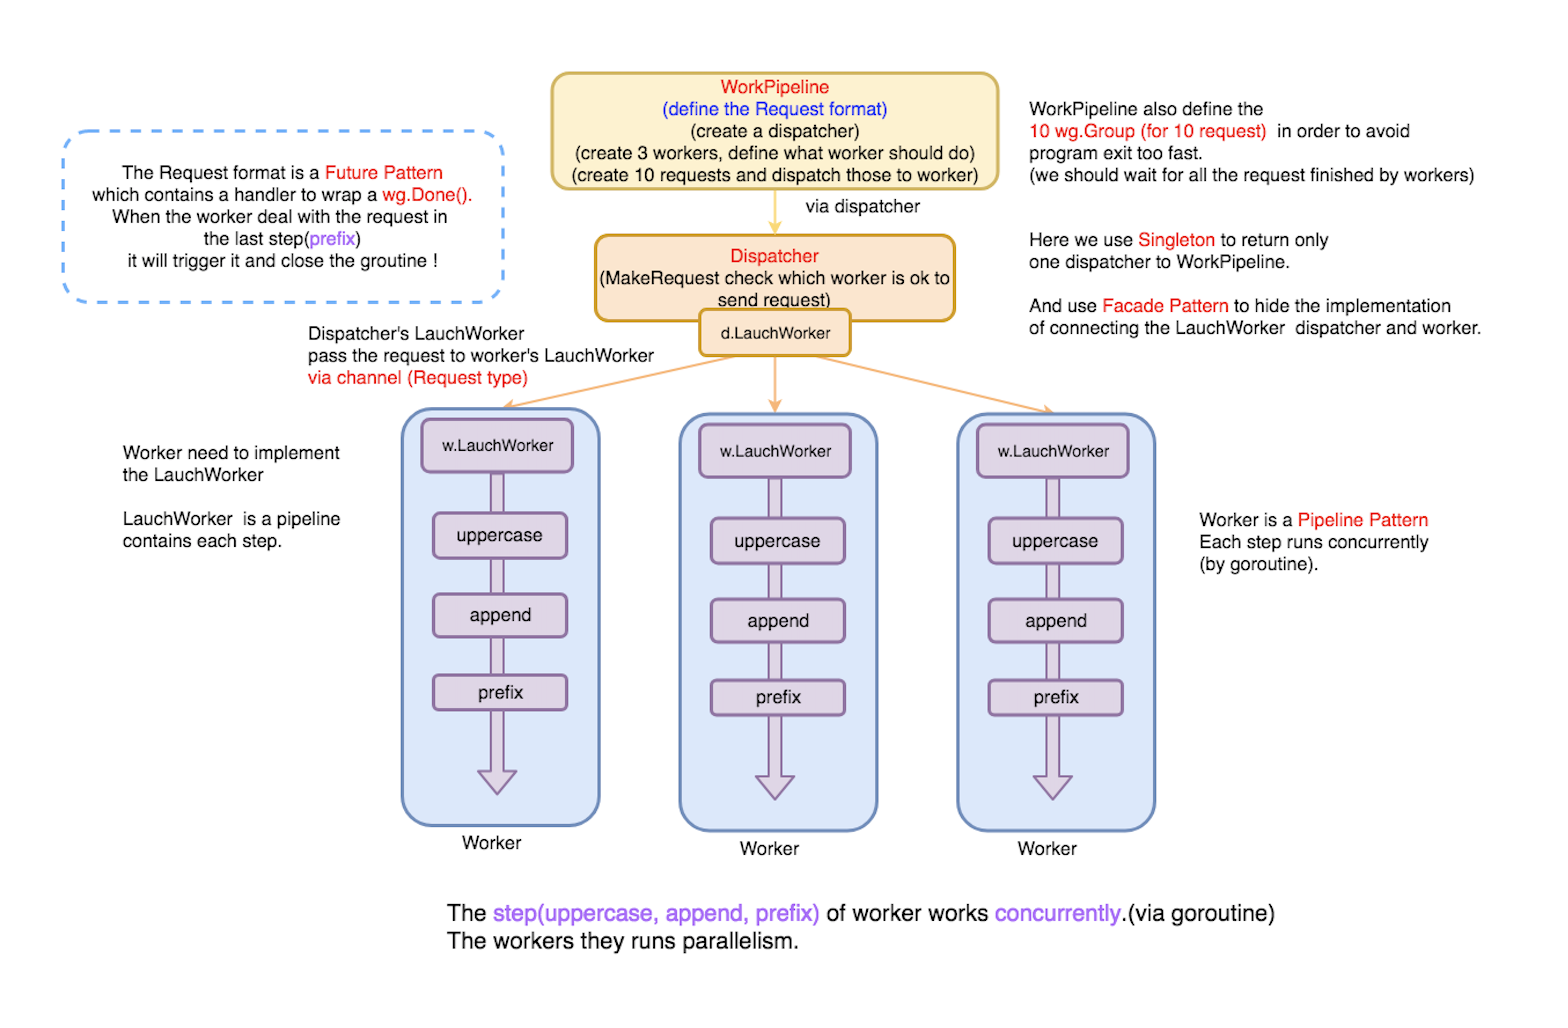 WorkPipeline
(define the Request format)
(create a dispatcher)
(create 3 workers, define what worker should do)
(create 10 requests and dispatch those to worker)
WorkPipeline also define the
10 wg.Group (for 10 request)  in order to avoid
program exit too fast.
(we should wait for all the request finished by workers)
The Request format is a Future Pattern
which contains a handler to wrap a wg.Done().
When the worker deal with the request in
the last step(prefix)
it will trigger it and close the groutine !
via dispatcher
Dispatcher
(MakeRequest check which worker is ok to
send request)
d.LauchWorker
Here we use Singleton to return only
one dispatcher to WorkPipeline.
And use Facade Pattern to hide the implementation
of connecting the LauchWorker  dispatcher and worker.
Dispatcher's LauchWorker
pass the request to worker's LauchWorker
via channel (Request type)
Worker need to implement
the LauchWorker
LauchWorker  is a pipeline
contains each step.
w.LauchWorker
uppercase
append
prefix
Worker
w.LauchWorker
uppercase
append
prefix
Worker
w.LauchWorker
uppercase
append
prefix
Worker
Worker is a Pipeline Pattern
Each step runs concurrently
(by goroutine).
The step(uppercase, append, prefix) of worker works concurrently.(via goroutine)
The workers they runs parallelism.